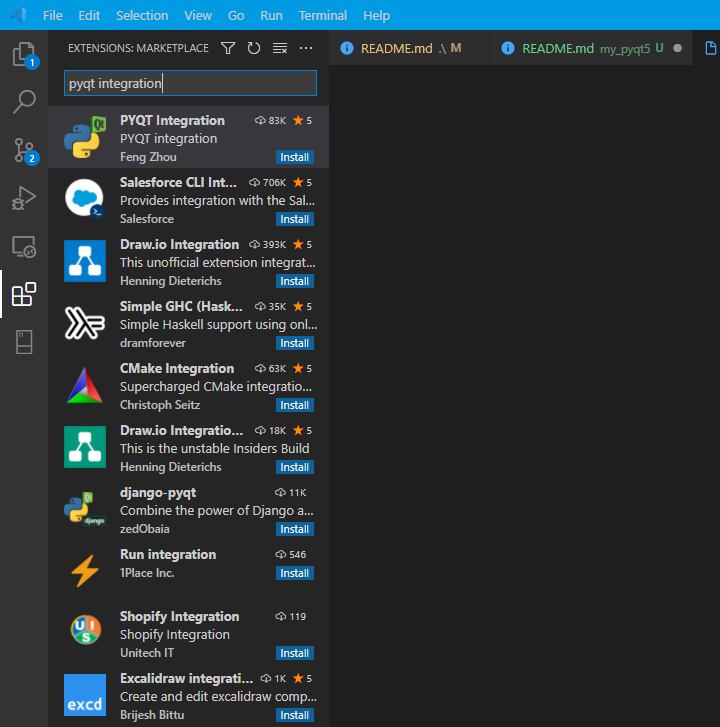 File Edit Selection View Go Run Terminal Help
EXTENSIONS: MARKETPLACE
README.md .\ M
README.md my_pyqt5 U
1
pyqt integration
2
PYQT Integration 83K 5
PYQT integration
Feng Zhou Install
Salesforce CLI Int... 706K 5
Provides integration with the Sal...
Salesforce Install
Draw.io Integration 393K 5
This unofficial extension integrat...
Henning Dieterichs Install
Simple GHC (Hask... 35K 5
Simple Haskell support using onl...
dramforever Install
CMake Integration 63K 5
Supercharged CMake integratio...
Christoph Seitz Install
Draw.io Integratio... 18K 5
This is the unstable Insiders Build
Henning Dieterichs Install
django-pyqt 11K
django
Combine the power of Django a...
zedObaia Install
Run integration 546
1Place Inc. Install
Shopify Integration 119
UIS
Shopify Integration
Unitech IT Install
Excalidraw integrati... 1K 5
excd
Create and edit excalidraw comp...
Brijesh Bittu Install